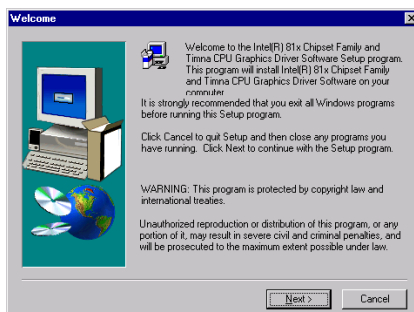 Welcome
Welcome to the Intel(R) 81x Chipset Family and
Timna CPU Graphics Driver Software Setup program.
This program will install Intel(R) 81x Chipset Family
and Timna CPU Graphics Driver Software on your
computer.
It is strongly recommended that you exit all Windows programs
before running this Setup program.
Click Cancel to quit Setup and then close any programs you
have running. Click Next to continue with the Setup program.
WARNING: This program is protected by copyright law and
international treaties.
Unauthorized reproduction or distribution of this program, or any
portion of it, may result in severe civil and criminal penalties, and
will be prosecuted to the maximum extent possible under law.
Next >
Cancel